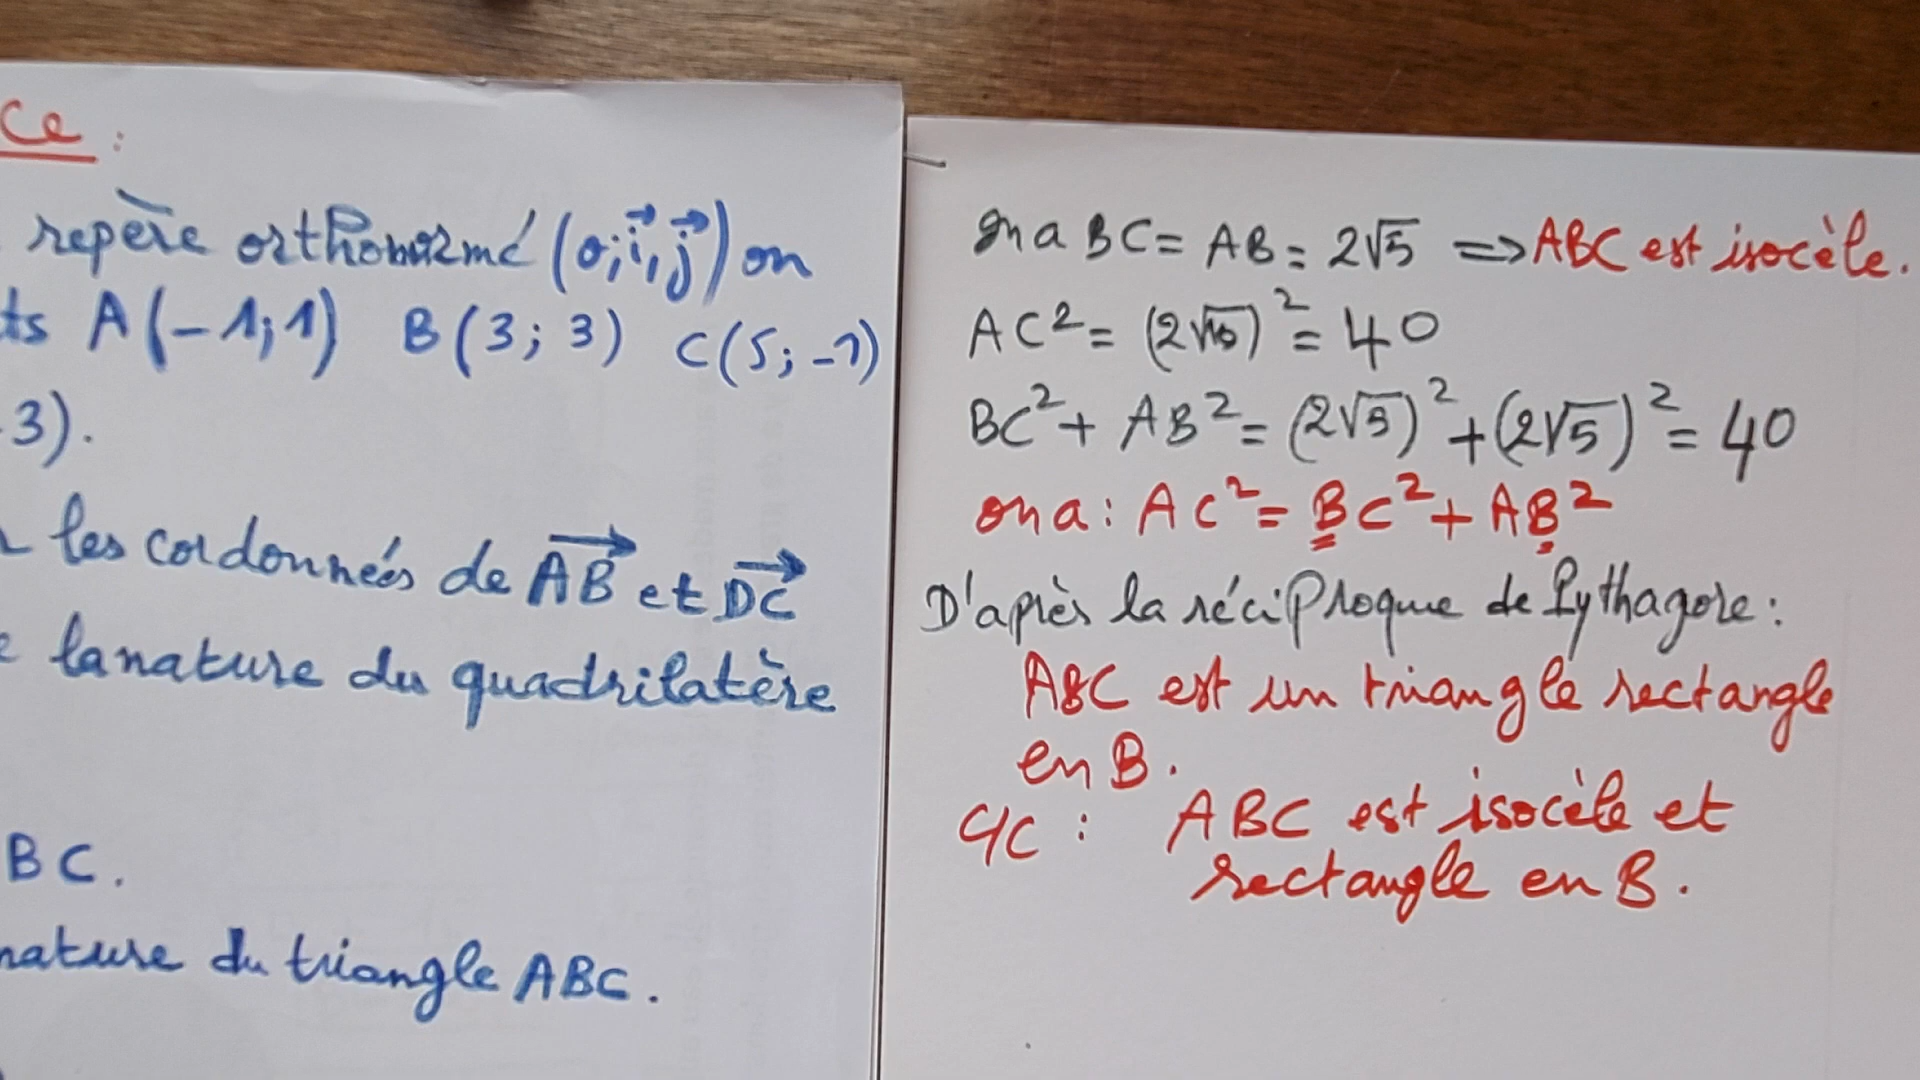 ce :
repère orthonormé (o; i⃗, j⃗) on
ts A(-1;1) B(3; 3) C(5; -1)
3).
les cordonnés de A⃗B⃗ et D⃗C⃗
la nature du quadrilatère
BC.
nature du triangle ABC.
on a BC = AB = 2√5 ⟹ ABC est isocèle.
AC² = (2√10)² = 40
BC² + AB² = (2√5)² + (2√5)² = 40
on a : AC² = BC² + AB²
D'après la réciproque de Pythagore :
ABC est un triangle rectangle
en B.
C/C : ABC est isocèle et
rectangle en B.